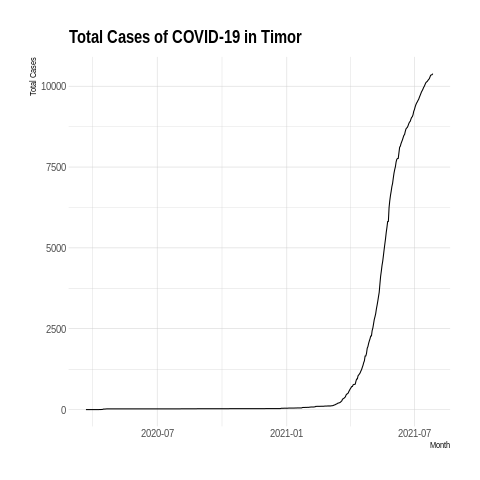 Total Cases of COVID-19 in Timor
Total Cases
10000
7500
5000
2500
0
2020-07 2021-01 2021-07
Month